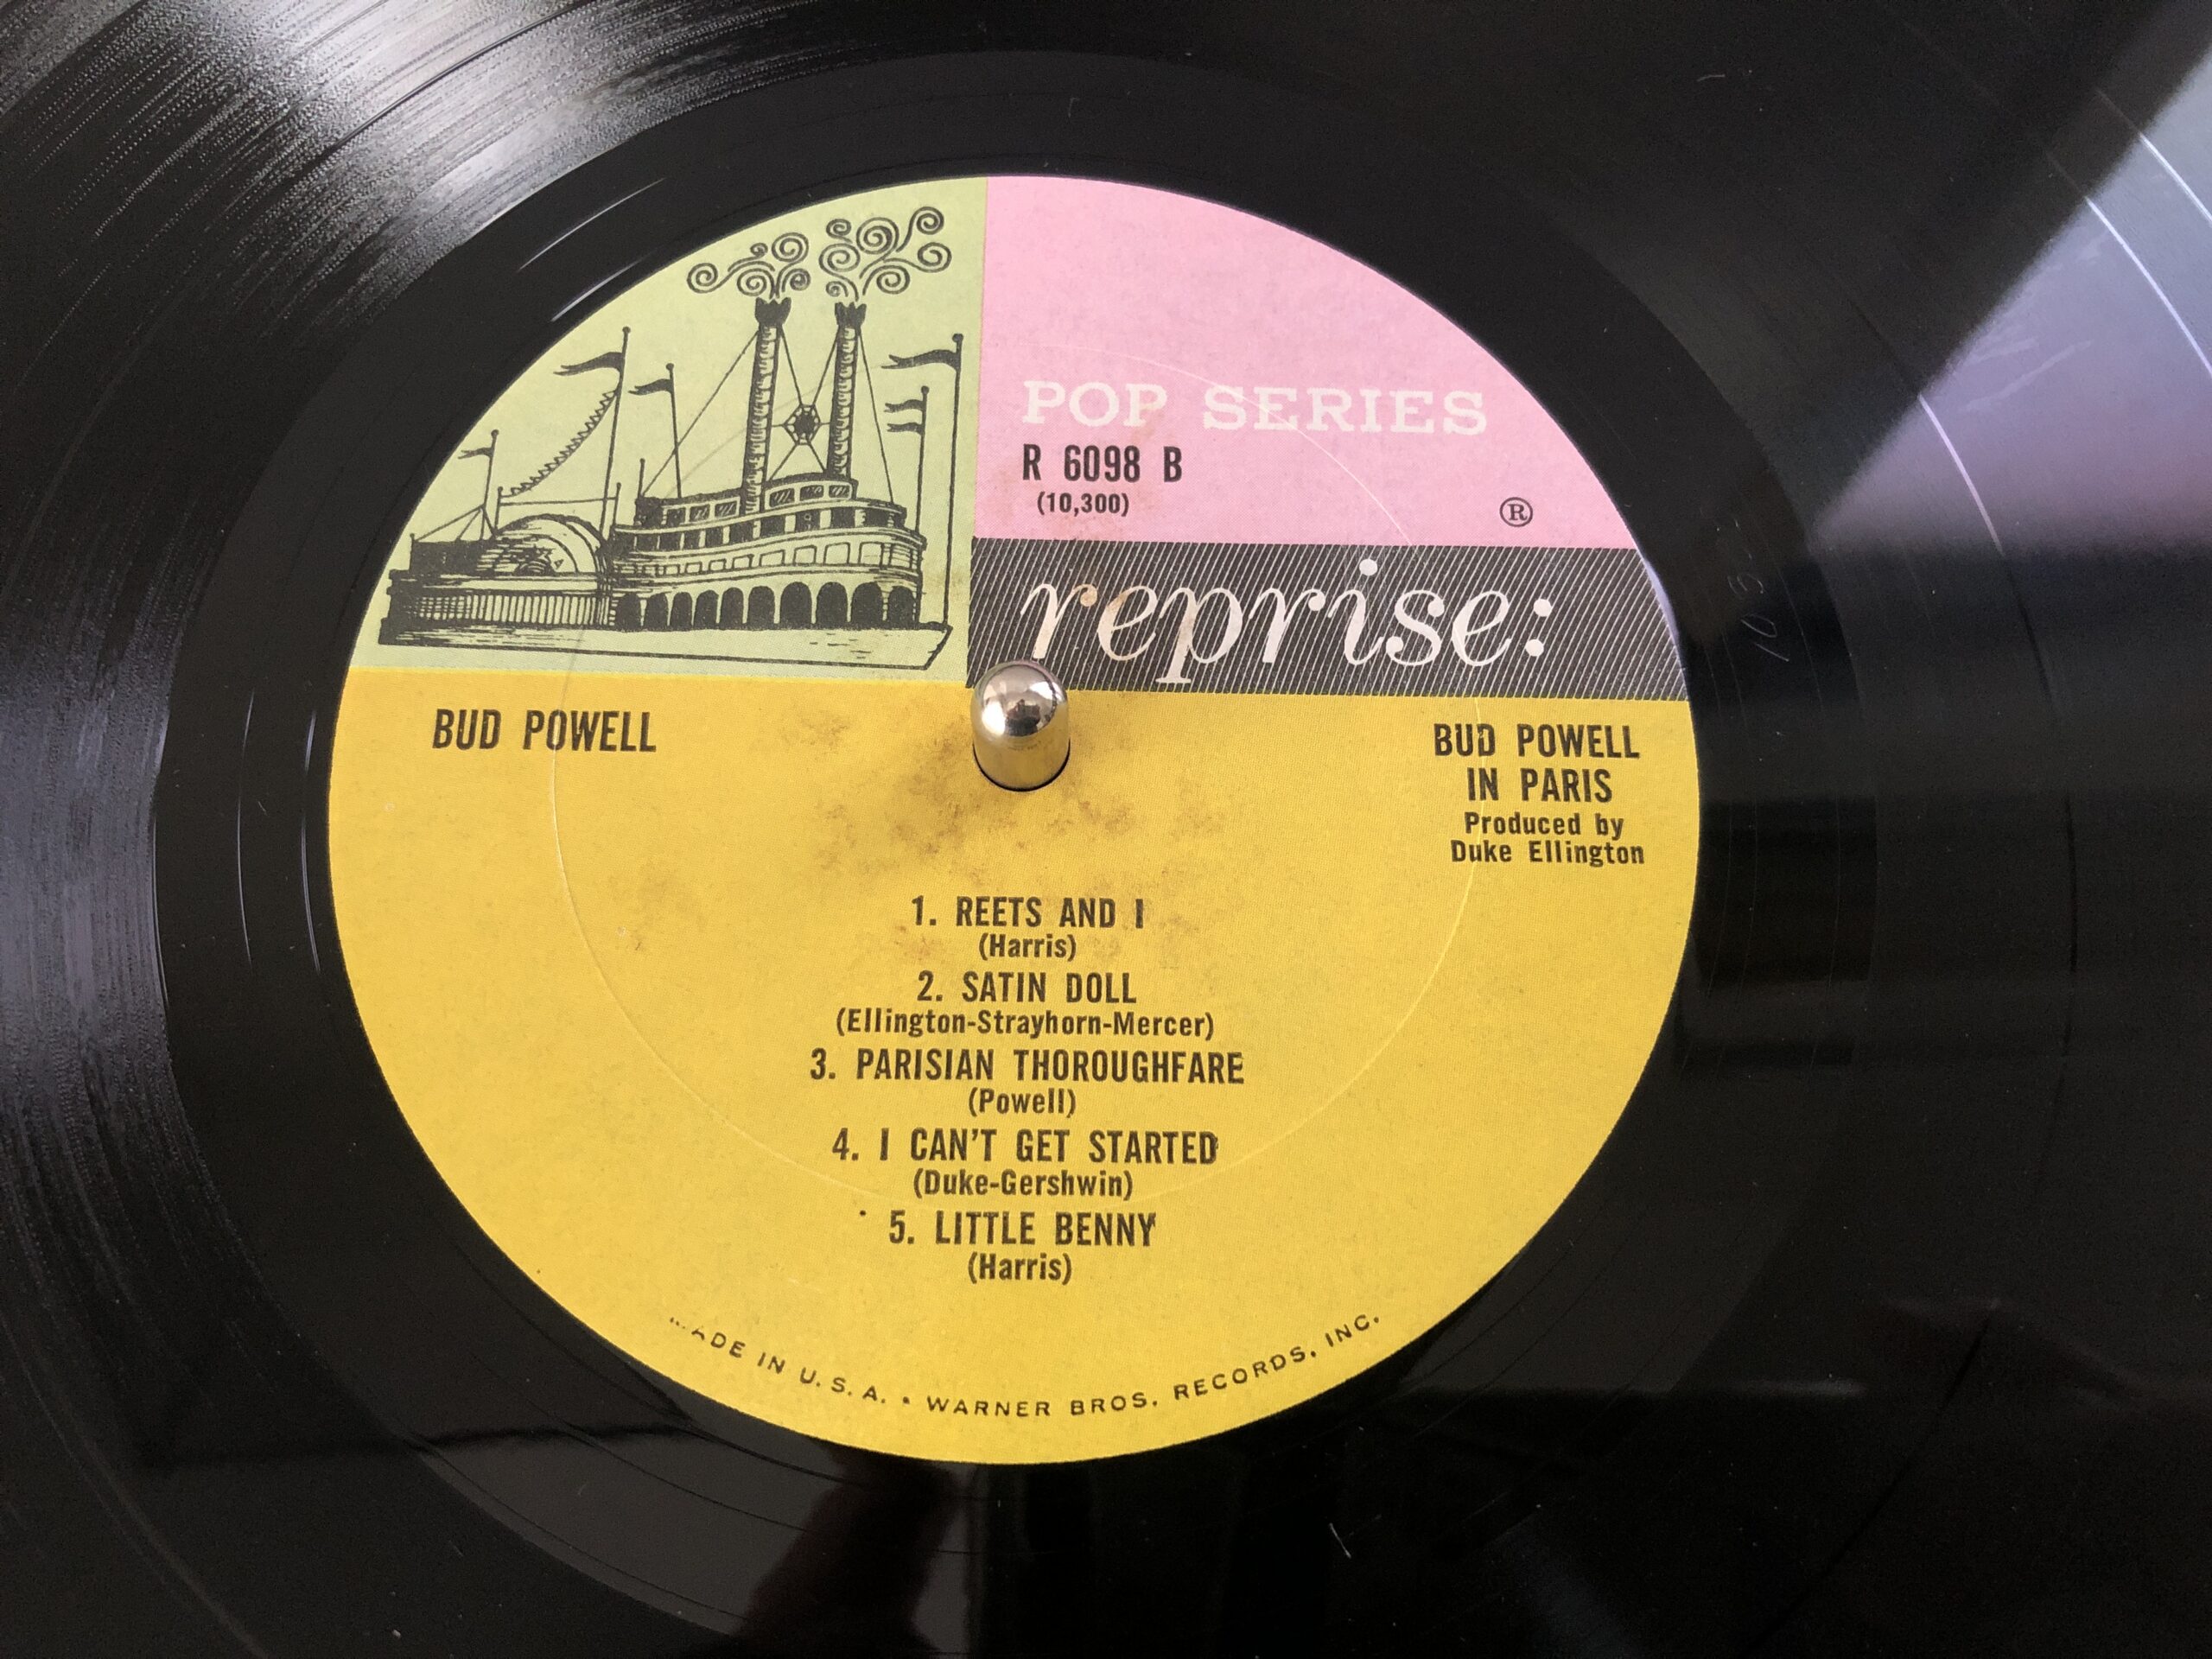 POP SERIES
R 6098 B
(10,300)
®
reprise:
BUD POWELL
BUD POWELL
IN PARIS
Produced by
Duke Ellington
1. REETS AND I
(Harris)
2. SATIN DOLL
(Ellington-Strayhorn-Mercer)
3. PARISIAN THOROUGHFARE
(Powell)
4. I CAN'T GET STARTED
(Duke-Gershwin)
5. LITTLE BENNY
(Harris)
MADE IN U.S.A. • WARNER BROS. RECORDS, INC.